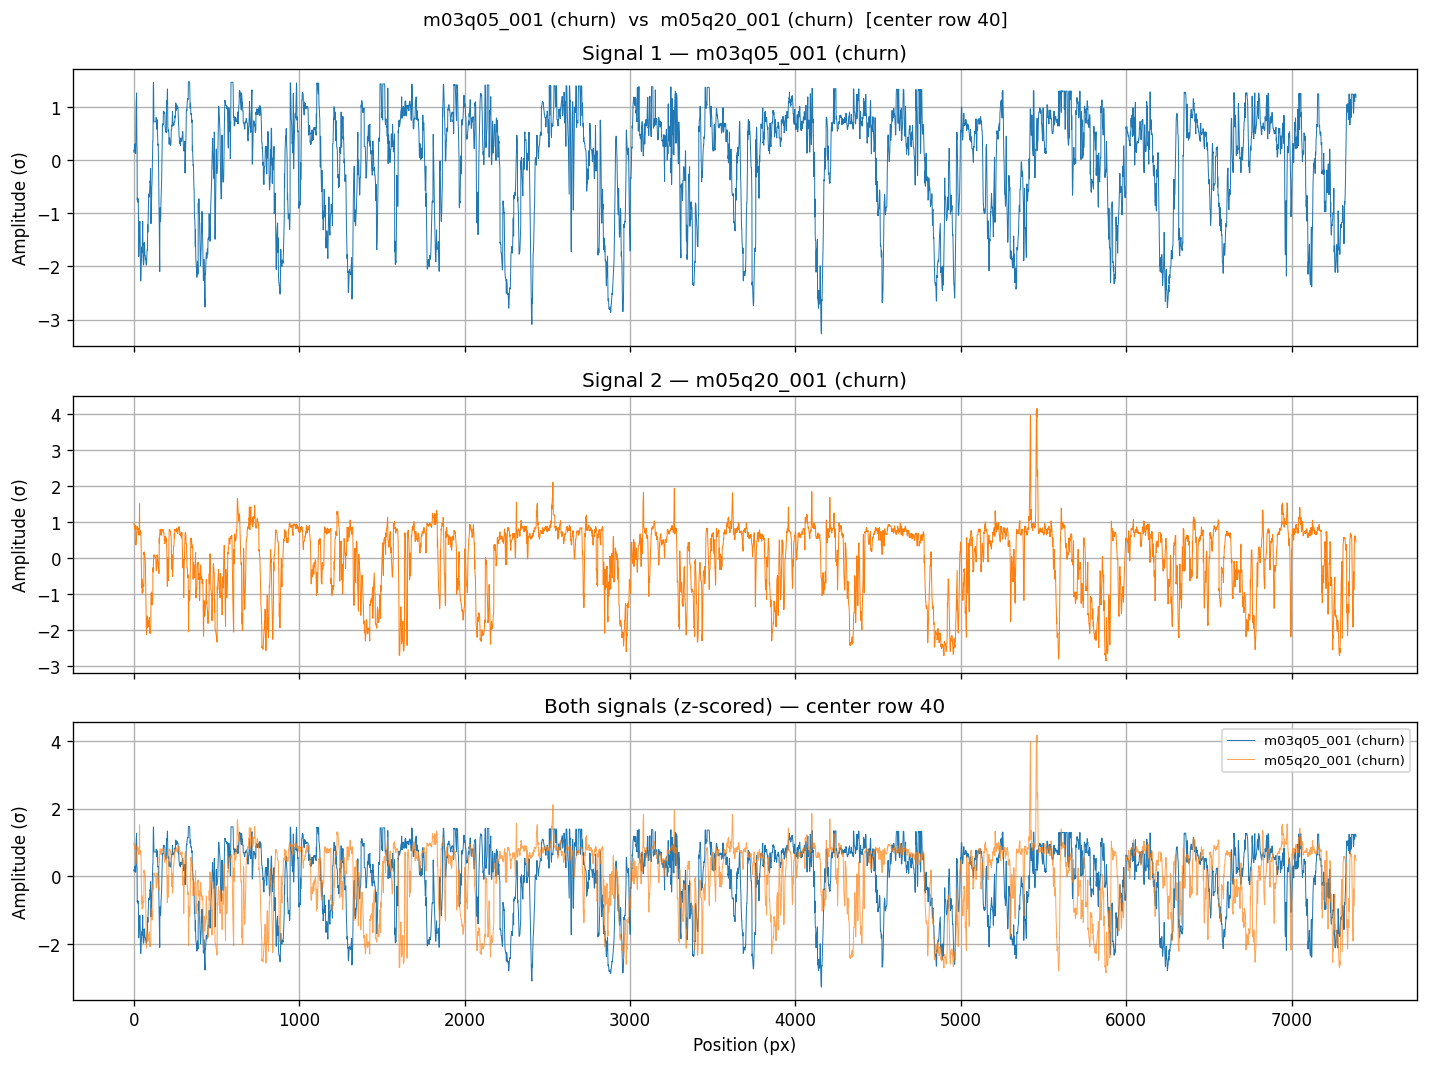 m03q05_001 (churn)  vs  m05q20_001 (churn)  [center row 40]
Signal 1 — m03q05_001 (churn)
Amplitude (σ)
1
0
−1
−2
−3
Signal 2 — m05q20_001 (churn)
Amplitude (σ)
4
3
2
1
0
−1
−2
−3
Both signals (z-scored) — center row 40
Amplitude (σ)
4
2
0
−2
m03q05_001 (churn)
m05q20_001 (churn)
0 1000 2000 3000 4000 5000 6000 7000
Position (px)